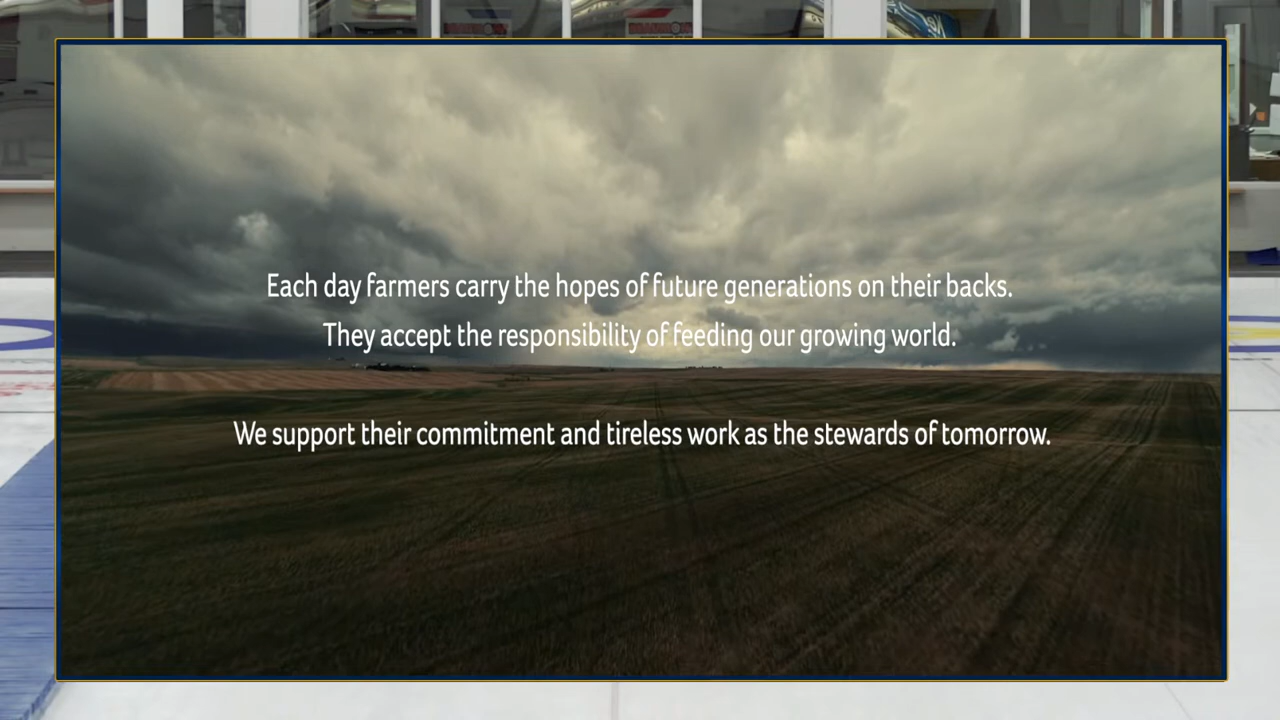 Each day farmers carry the hopes of future generations on their backs.
They accept the responsibility of feeding our growing world.
We support their commitment and tireless work as the stewards of tomorrow.